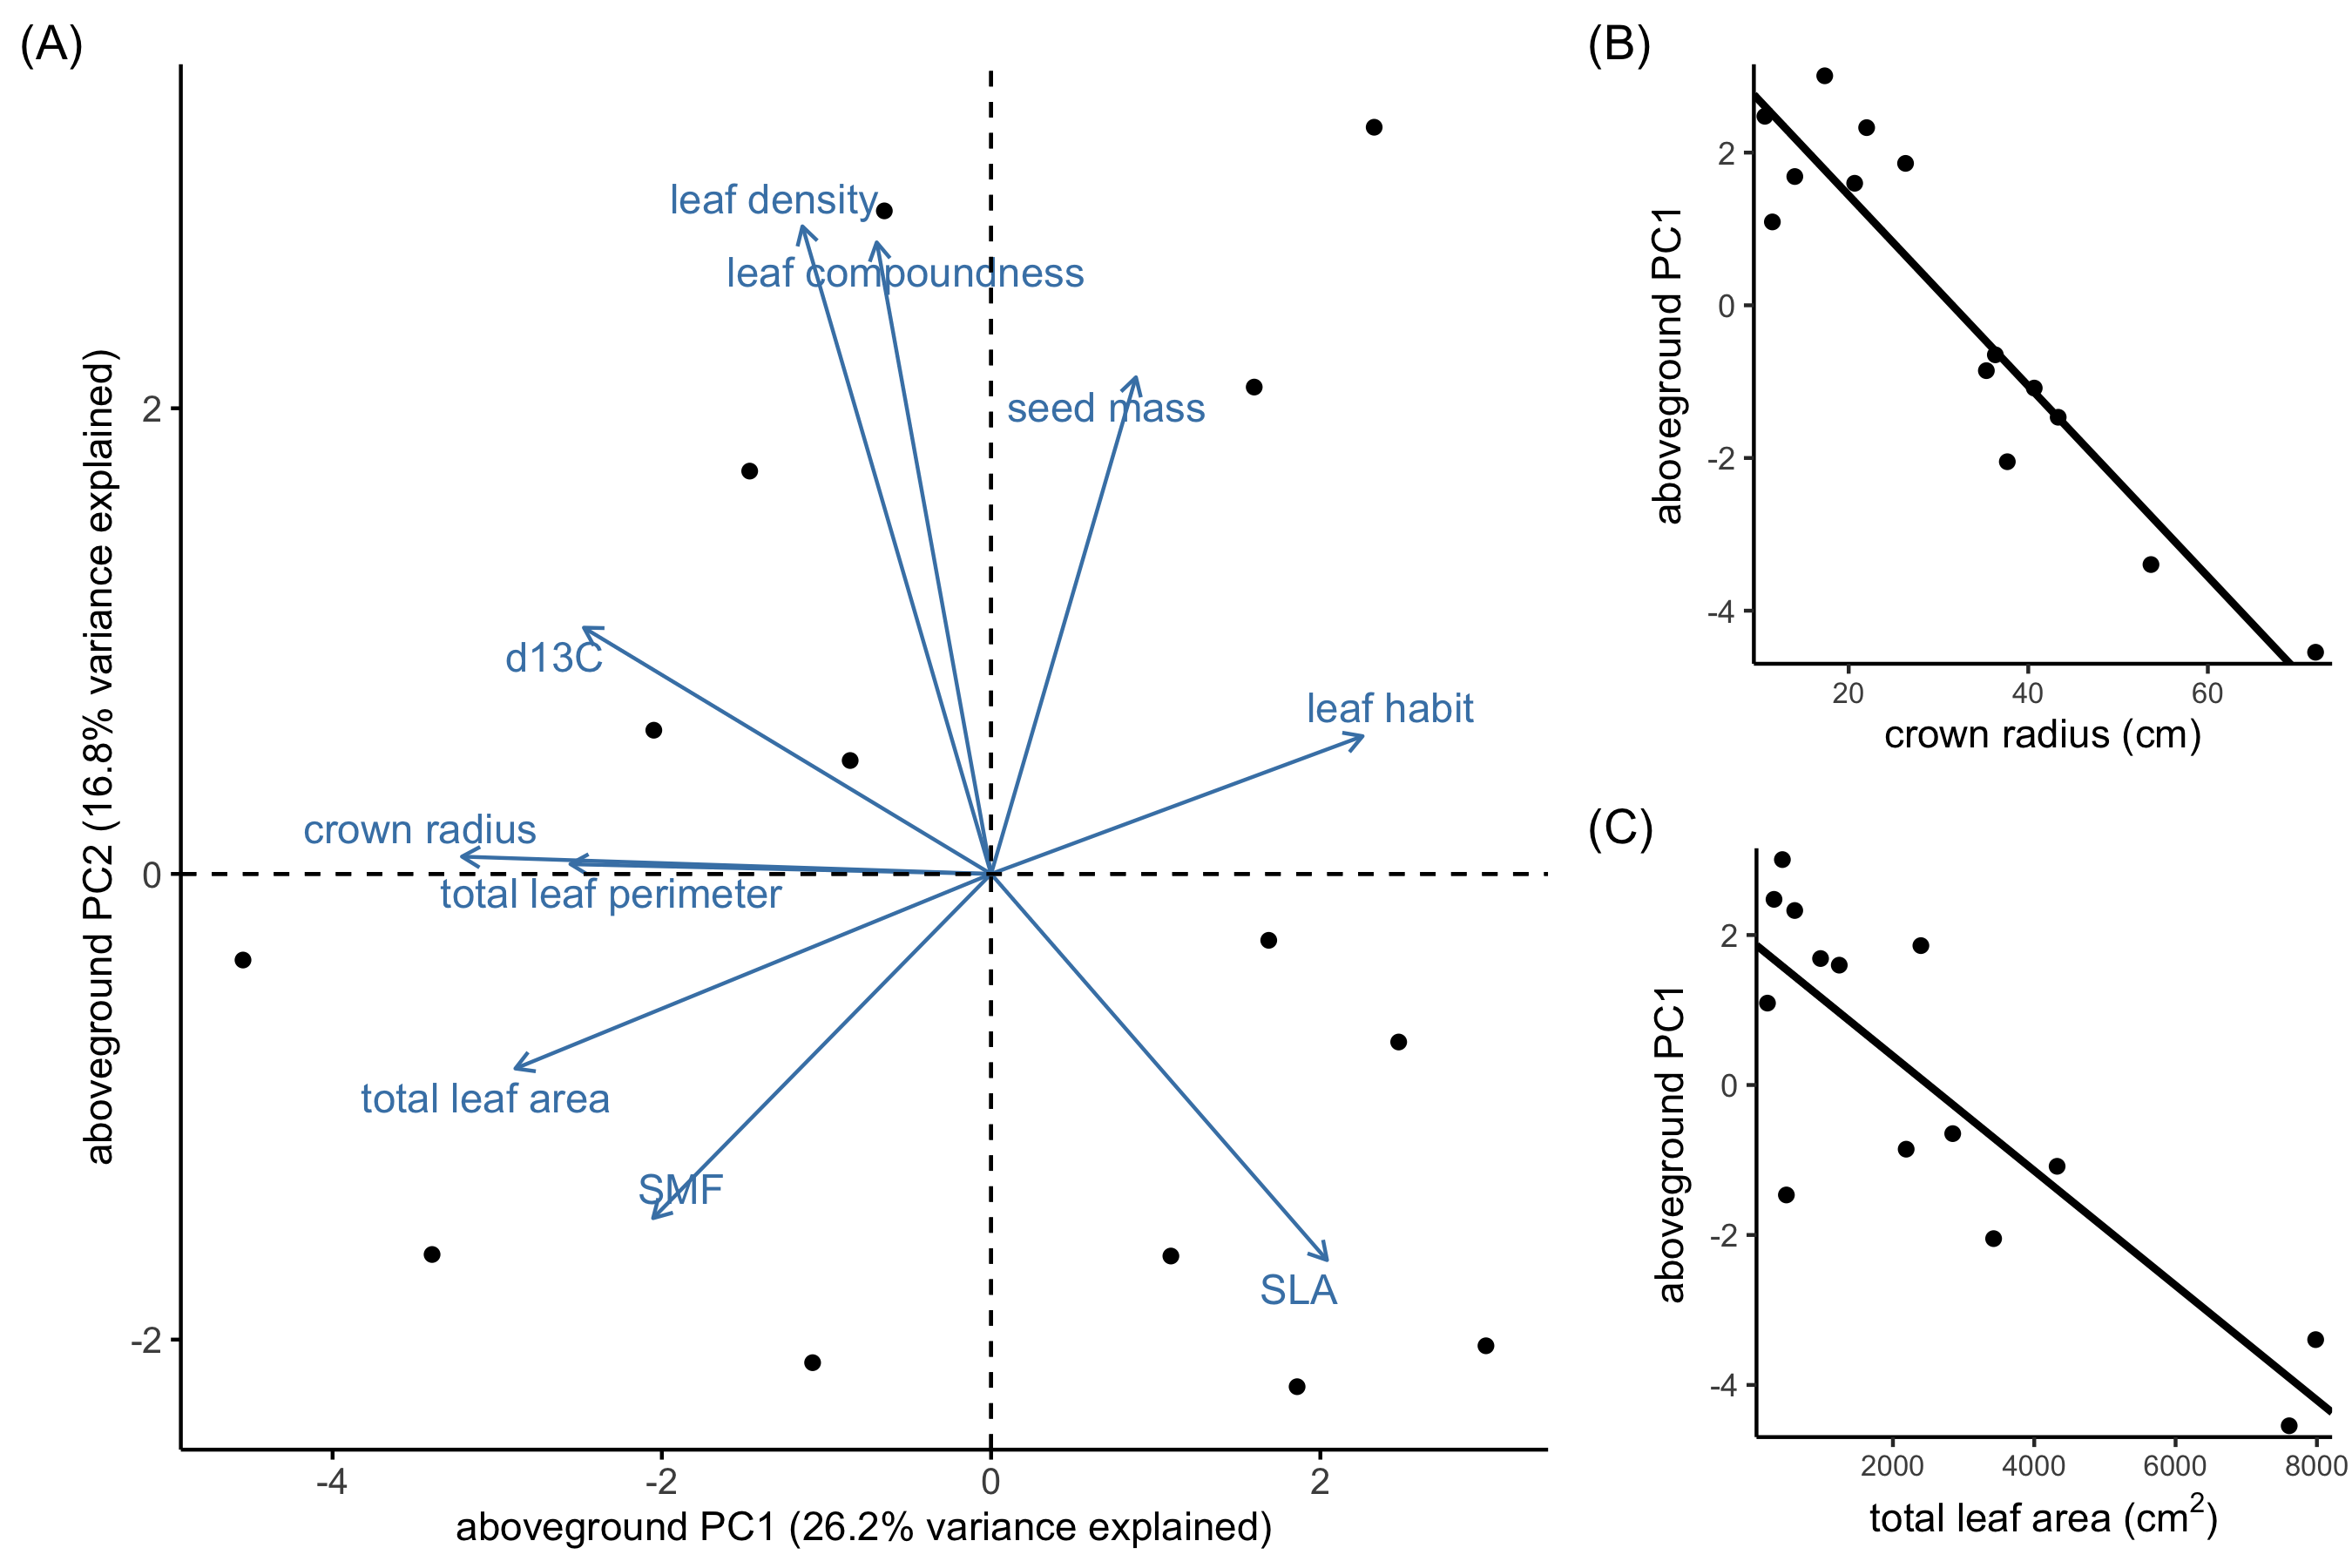 (A)
leaf density
leaf compoundness
seed mass
d13C
leaf habit
crown radius
total leaf perimeter
total leaf area
SMF
SLA
2
0
-2
aboveground PC2 (16.8% variance explained)
-4
-2
0
2
aboveground PC1 (26.2% variance explained)
(B)
2
0
-2
-4
aboveground PC1
20
40
60
crown radius (cm)
(C)
2
0
-2
-4
aboveground PC1
2000
4000
6000
8000
total leaf area (cm²)